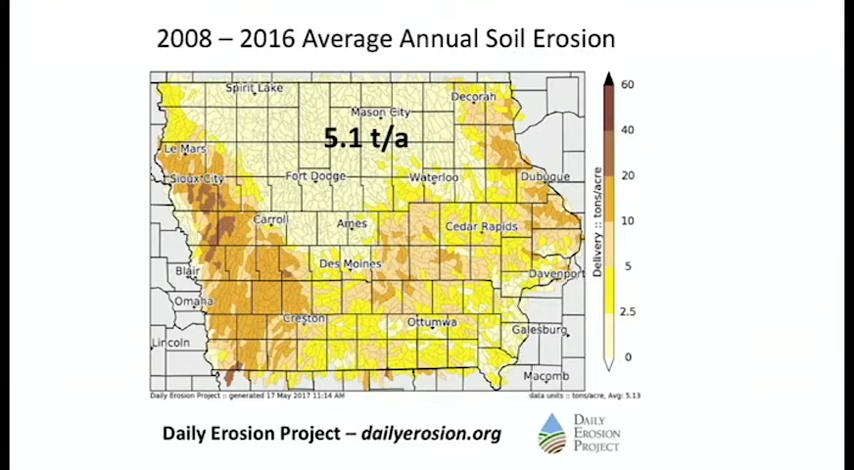 2008 – 2016 Average Annual Soil Erosion
Spirit Lake
Decorah
Mason City
5.1 t/a
Le Mars
Sioux City
Fort Dodge
Waterloo
Dubuque
Carroll
Ames
Cedar Rapids
Des Moines
Blair
Davenport
Omaha
Creston
Ottumwa
Galesburg
Lincoln
Macomb
60
40
20
10
5
2.5
0
Delivery :: tons/acre
Daily Erosion Project :: generated 17 May 2017 11:14 AM
data units :: tons/acre, Avg: 5.13
Daily Erosion Project – dailyerosion.org
DAILY
EROSION
PROJECT